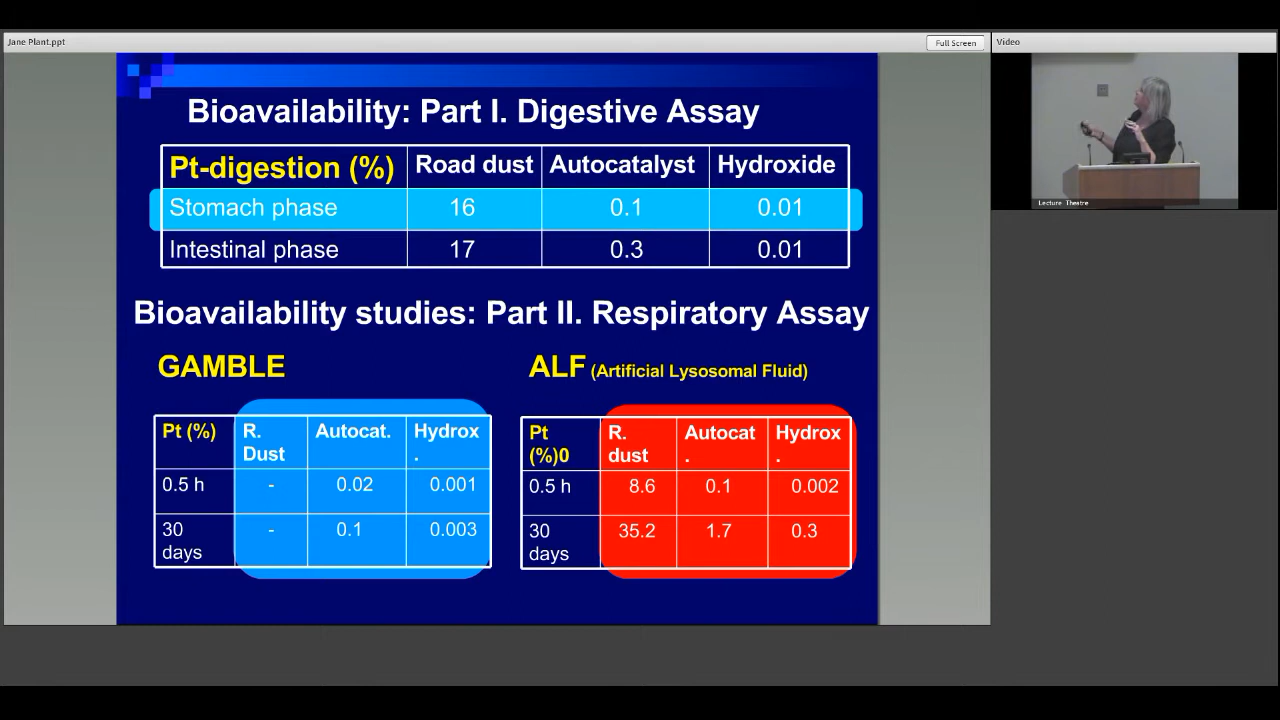 Jane Plant.ppt
Full Screen
Video
Bioavailability: Part I. Digestive Assay
Pt-digestion (%) Road dust Autocatalyst Hydroxide
Stomach phase 16 0.1 0.01
Intestinal phase 17 0.3 0.01
Bioavailability studies: Part II. Respiratory Assay
GAMBLE
Pt (%) R. Autocat. Hydrox
Dust .
0.5 h - 0.02 0.001
30 - 0.1 0.003
days
ALF (Artificial Lysosomal Fluid)
Pt R. Autocat Hydrox
(%)0 dust . .
0.5 h 8.6 0.1 0.002
30 35.2 1.7 0.3
days
Lecture Theatre